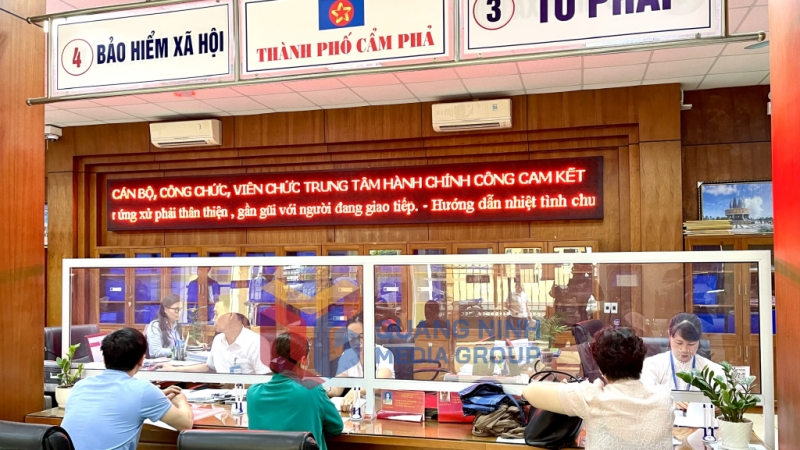 4 BẢO HIỂM XÃ HỘI
THÀNH PHỐ CẨM PHẢ
3 TƯ PHÁP
CÁN BỘ, CÔNG CHỨC, VIÊN CHỨC TRUNG TÂM HÀNH CHÍNH CÔNG CAM KẾT
ứng xử phải thân thiện , gần gũi với người đang giao tiếp. - Hướng dẫn nhiệt tình chu
QUANG NINH
MEDIA GROUP